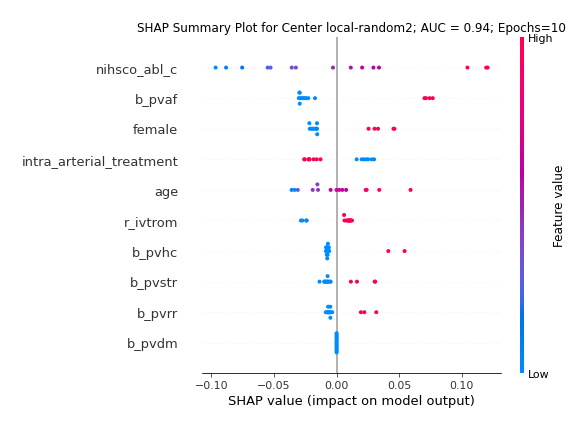 SHAP Summary Plot for Center local-random2; AUC = 0.94; Epochs=10
High
nihsco_abl_c
b_pvaf
female
intra_arterial_treatment
age
r_ivtrom
b_pvhc
b_pvstr
b_pvrr
b_pvdm
Feature value
Low
−0.10 −0.05 0.00 0.05 0.10
SHAP value (impact on model output)